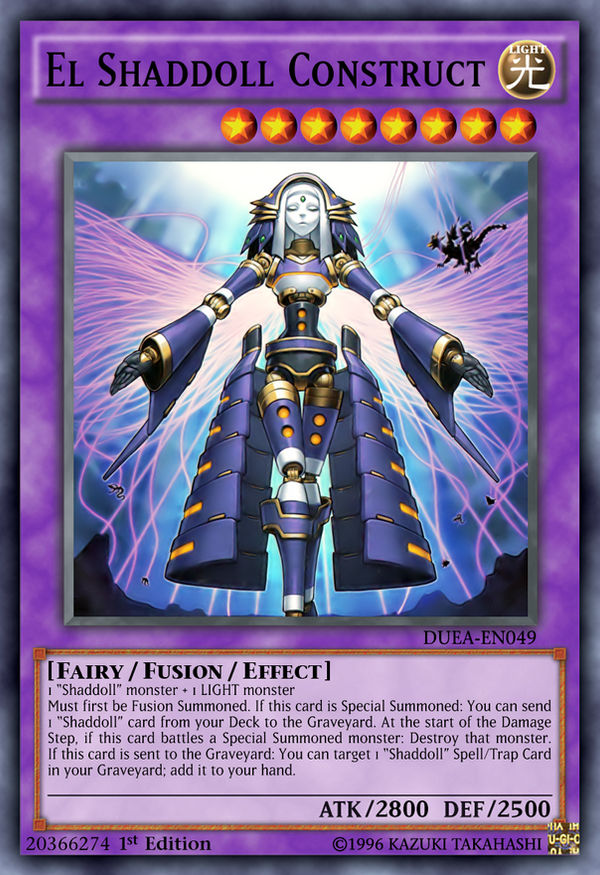 El Shaddoll Construct
LIGHT
光
DUEA-EN049
[Fairy / Fusion / Effect]
1 "Shaddoll" monster + 1 LIGHT monster
Must first be Fusion Summoned. If this card is Special Summoned: You can send
1 "Shaddoll" card from your Deck to the Graveyard. At the start of the Damage
Step, if this card battles a Special Summoned monster: Destroy that monster.
If this card is sent to the Graveyard: You can target 1 "Shaddoll" Spell/Trap Card
in your Graveyard; add it to your hand.
ATK/2800 DEF/2500
20366274 1st Edition
©1996 KAZUKI TAKAHASHI